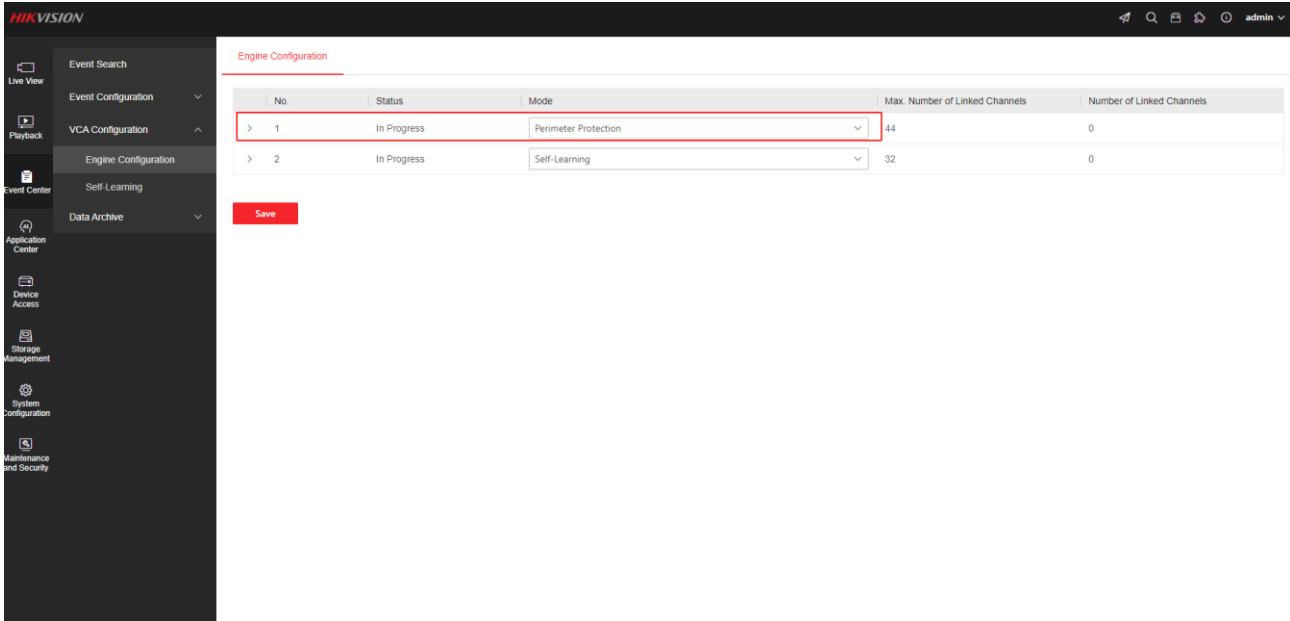 HIKVISION
admin
Live View
Playback
Event Center
Application
Center
Device
Access
Storage
Management
System
Configuration
Maintenance
and Security
Event Search
Event Configuration
VCA Configuration
Engine Configuration
Self-Learning
Data Archive
Engine Configuration
No. Status Mode Max. Number of Linked Channels Number of Linked Channels
1 In Progress Perimeter Protection 44 0
2 In Progress Self-Learning 32 0
Save